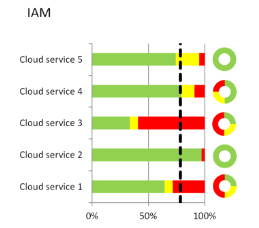 IAM
Cloud service 5
Cloud service 4
Cloud service 3
Cloud service 2
Cloud service 1
0% 50% 100%